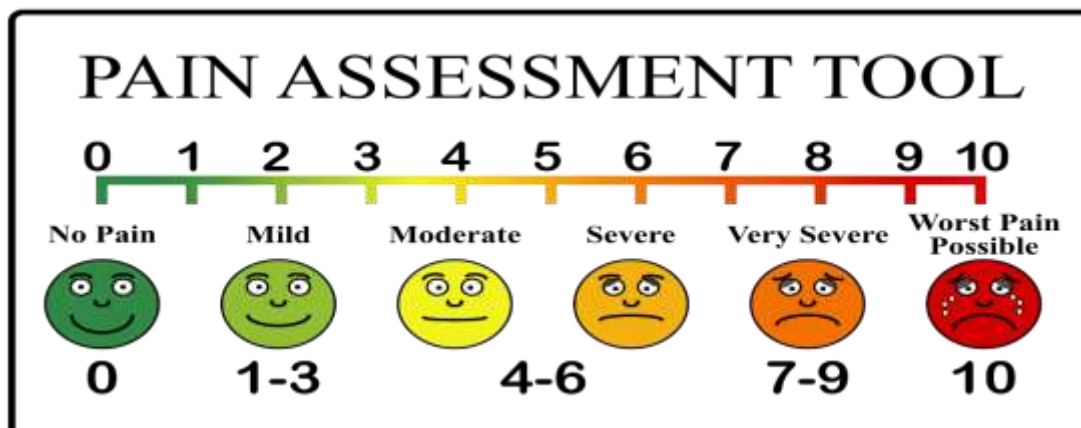 PAIN ASSESSMENT TOOL
0 1 2 3 4 5 6 7 8 9 10
No Pain Mild Moderate Severe Very Severe Worst Pain Possible
0 1-3 4-6 7-9 10